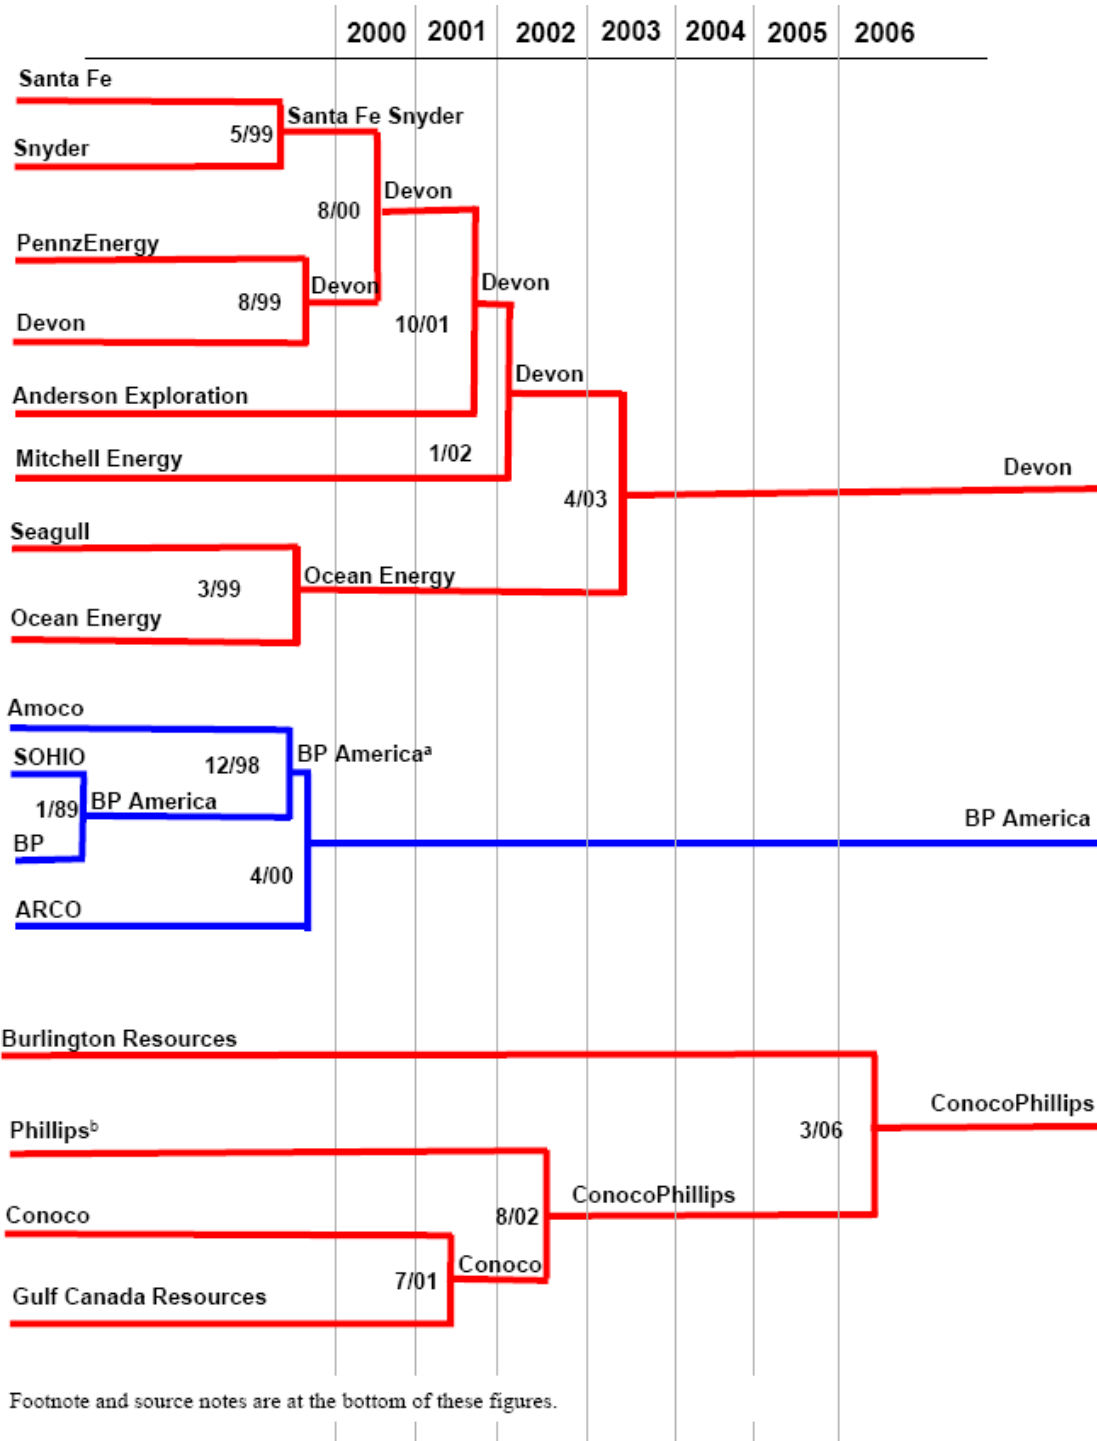 2000 2001 2002 2003 2004 2005 2006
Santa Fe
Santa Fe Snyder
5/99
Snyder
Devon
8/00
PennzEnergy
Devon
Devon
8/99
Devon
10/01
Devon
Anderson Exploration
1/02
Mitchell Energy
Devon
4/03
Seagull
Ocean Energy
3/99
Ocean Energy
Amoco
BP Americaᵃ
SOHIO
12/98
1/89
BP America
BP America
BP
4/00
ARCO
Burlington Resources
ConocoPhillips
Phillipsᵇ
3/06
ConocoPhillips
Conoco
8/02
Conoco
7/01
Gulf Canada Resources
Footnote and source notes are at the bottom of these figures.